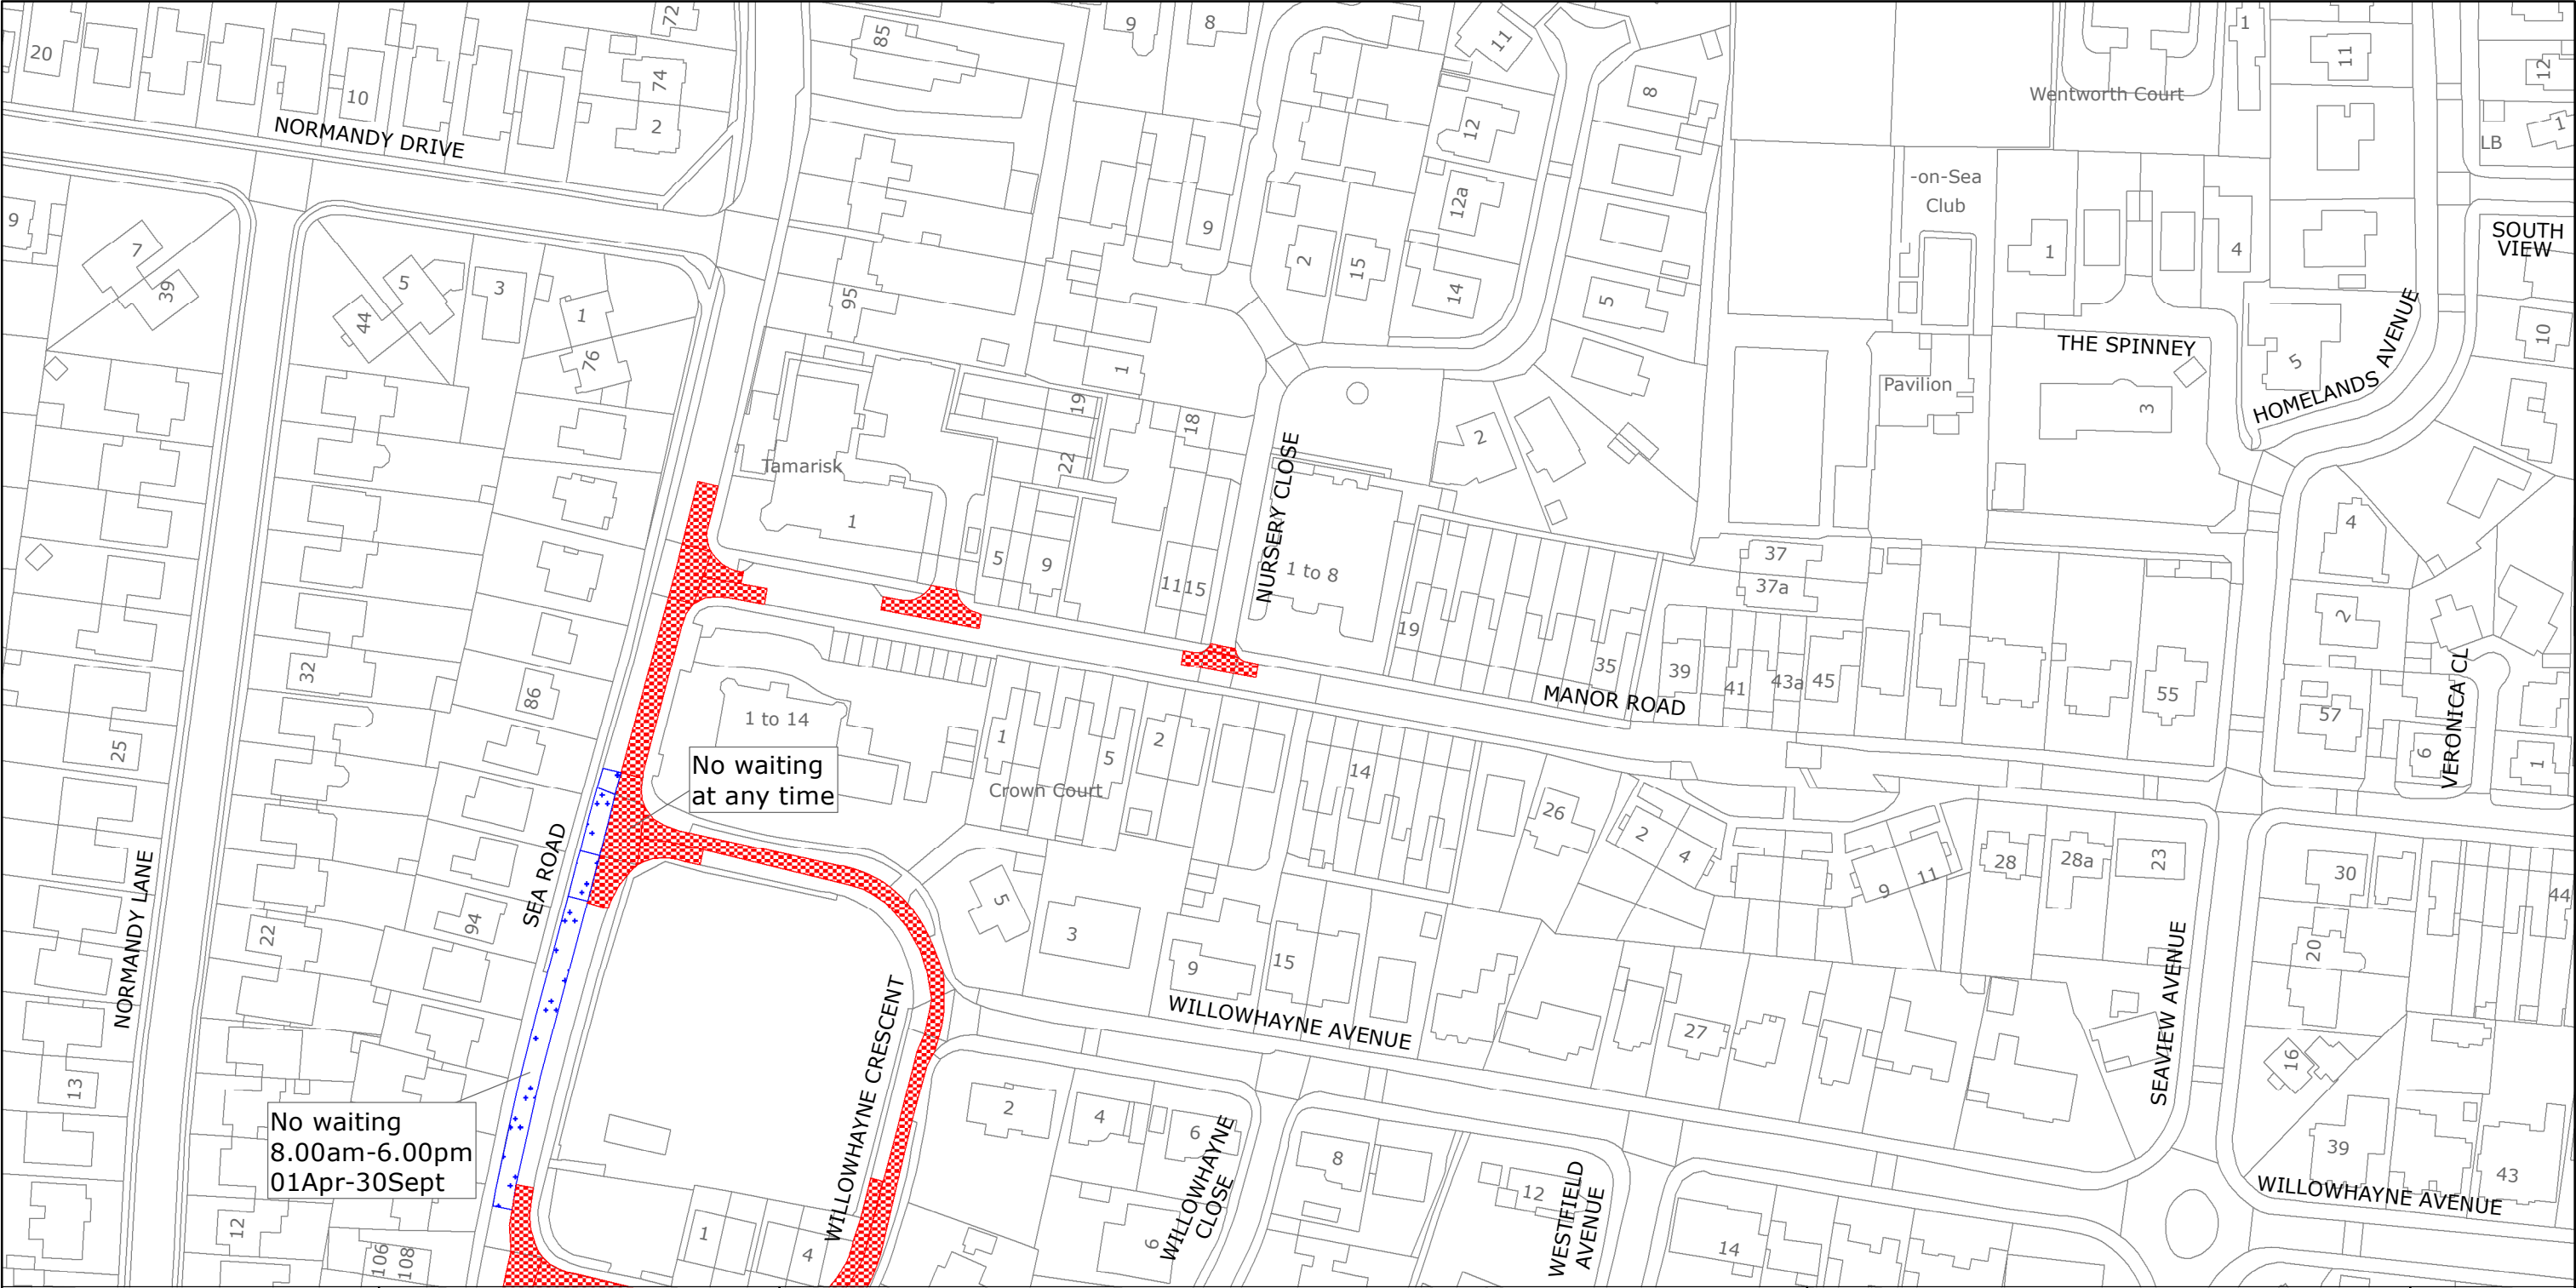 20
10
72
74
2
85
9
8
11
8
1
11
12
Wentworth Court
NORMANDY DRIVE
12
12a
LB
1
-on-Sea
Club
9
7
39
5
44
3
1
76
95
9
2
15
14
5
1
4
SOUTH
VIEW
10
THE SPINNEY
5
HOMELANDS AVENUE
Pavilion
3
1
19
18
22
2
Tamarisk
1
NURSERY CLOSE
5
9
11
15
1 to 8
37
37a
4
2
19
35
39
41
43a
45
55
57
6
VERONICA CL
1
MANOR ROAD
32
86
25
1 to 14
1
5
2
14
Crown Court
No waiting
at any time
26
2
4
9
11
28
28a
23
30
44
SEA ROAD
NORMANDY LANE
22
94
5
3
9
15
20
WILLOWHAYNE AVENUE
WILLOWHAYNE CRESCENT
27
SEAVIEW AVENUE
16
13
2
4
6
8
39
43
No waiting
8.00am-6.00pm
01Apr-30Sept
WILLOWHAYNE
CLOSE
WESTFIELD
AVENUE
12
WILLOWHAYNE AVENUE
12
106
108
1
4
6
14